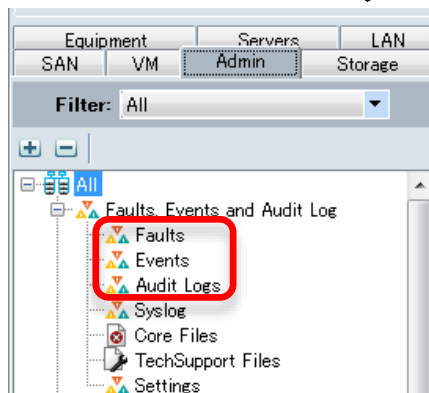 Equipment Servers LAN
SAN VM Admin Storage
Filter: All
All
Faults, Events and Audit Log
Faults
Events
Audit Logs
Syslog
Core Files
TechSupport Files
Settings